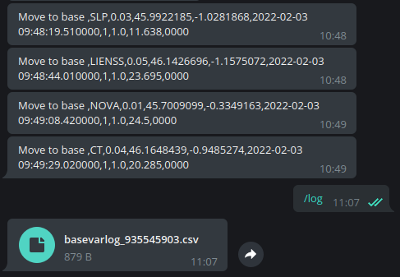 Move to base ,SLP,0.03,45.9922185,-1.0281868,2022-02-03
09:48:19.510000,1,1.0,11.638,0000
10:48
Move to base ,LIENSS,0.05,46.1426696,-1.1575072,2022-02-03
09:48:44.010000,1,1.0,23.695,0000
10:48
Move to base ,NOVA,0.01,45.7009099,-0.3349163,2022-02-03
09:49:08.420000,1,1.0,24.5,0000
10:49
Move to base ,CT,0.04,46.1648439,-0.9485274,2022-02-03
09:49:29.020000,1,1.0,20.285,0000
10:49
/log 11:07
basevarlog_935545903.csv
879 B
11:07